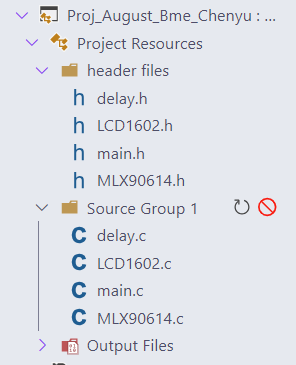 Proj_August_Bme_Chenyu : ...
Project Resources
header files
h delay.h
h LCD1602.h
h main.h
h MLX90614.h
Source Group 1
C delay.c
C LCD1602.c
C main.c
C MLX90614.c
Output Files